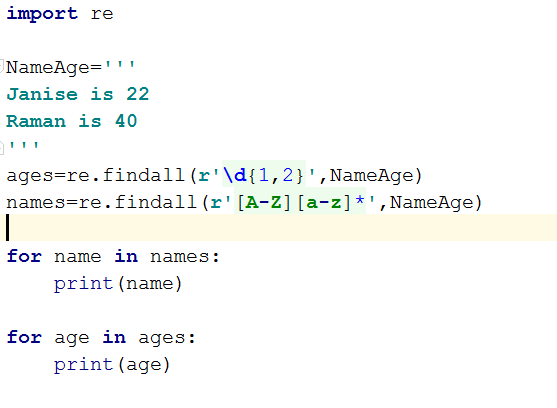 import re
NameAge='''
Janise is 22
Raman is 40
'''
ages=re.findall(r'\d{1,2}',NameAge)
names=re.findall(r'[A-Z][a-z]*',NameAge)
for name in names:
    print(name)
for age in ages:
    print(age)